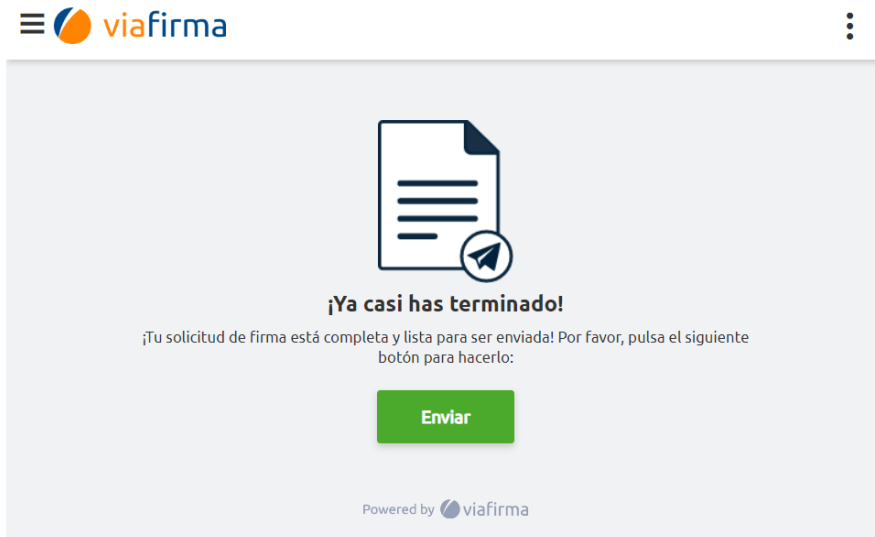 viafirma
¡Ya casi has terminado!
¡Tu solicitud de firma está completa y lista para ser enviada! Por favor, pulsa el siguiente
botón para hacerlo:
Enviar
Powered by viafirma